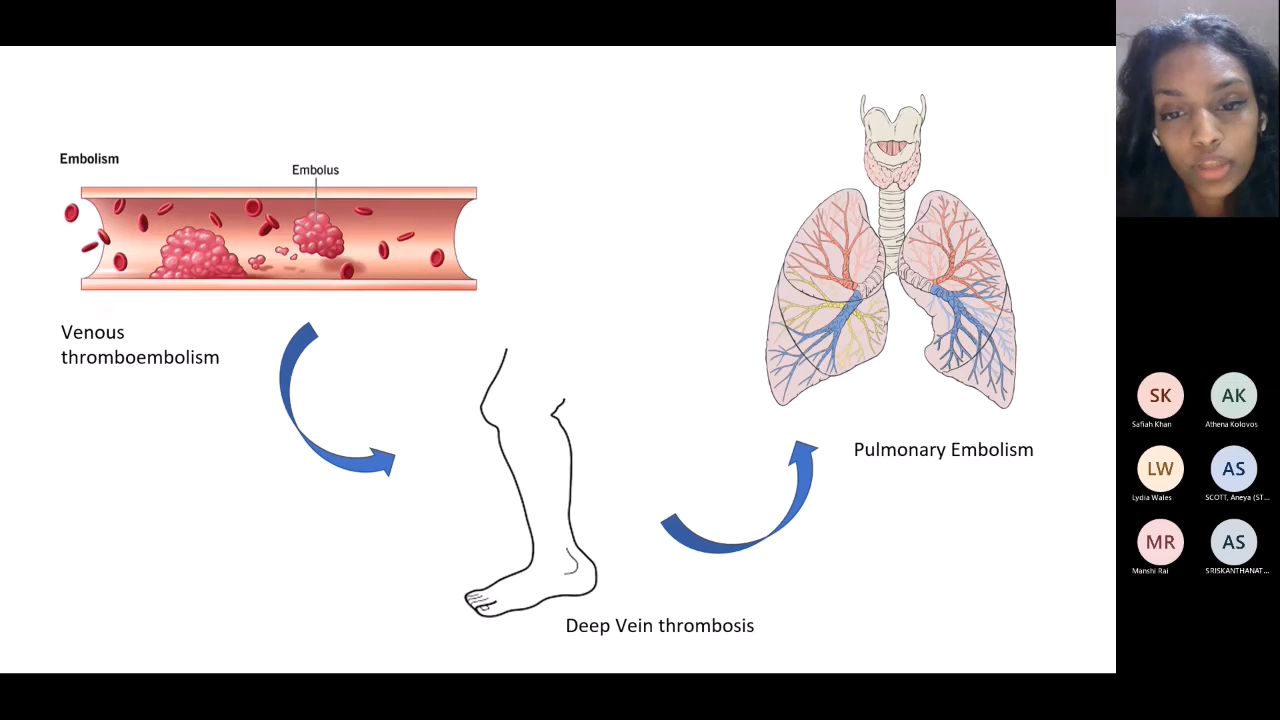 Embolism
Embolus
Venous
thromboembolism
Pulmonary Embolism
Deep Vein thrombosis
SK
AK
Safiah Khan
Athena Kolovos
LW
AS
Lydia Wales
SCOTT, Aneya (ST...
MR
AS
Manshi Rai
SRISKANTHANAT...